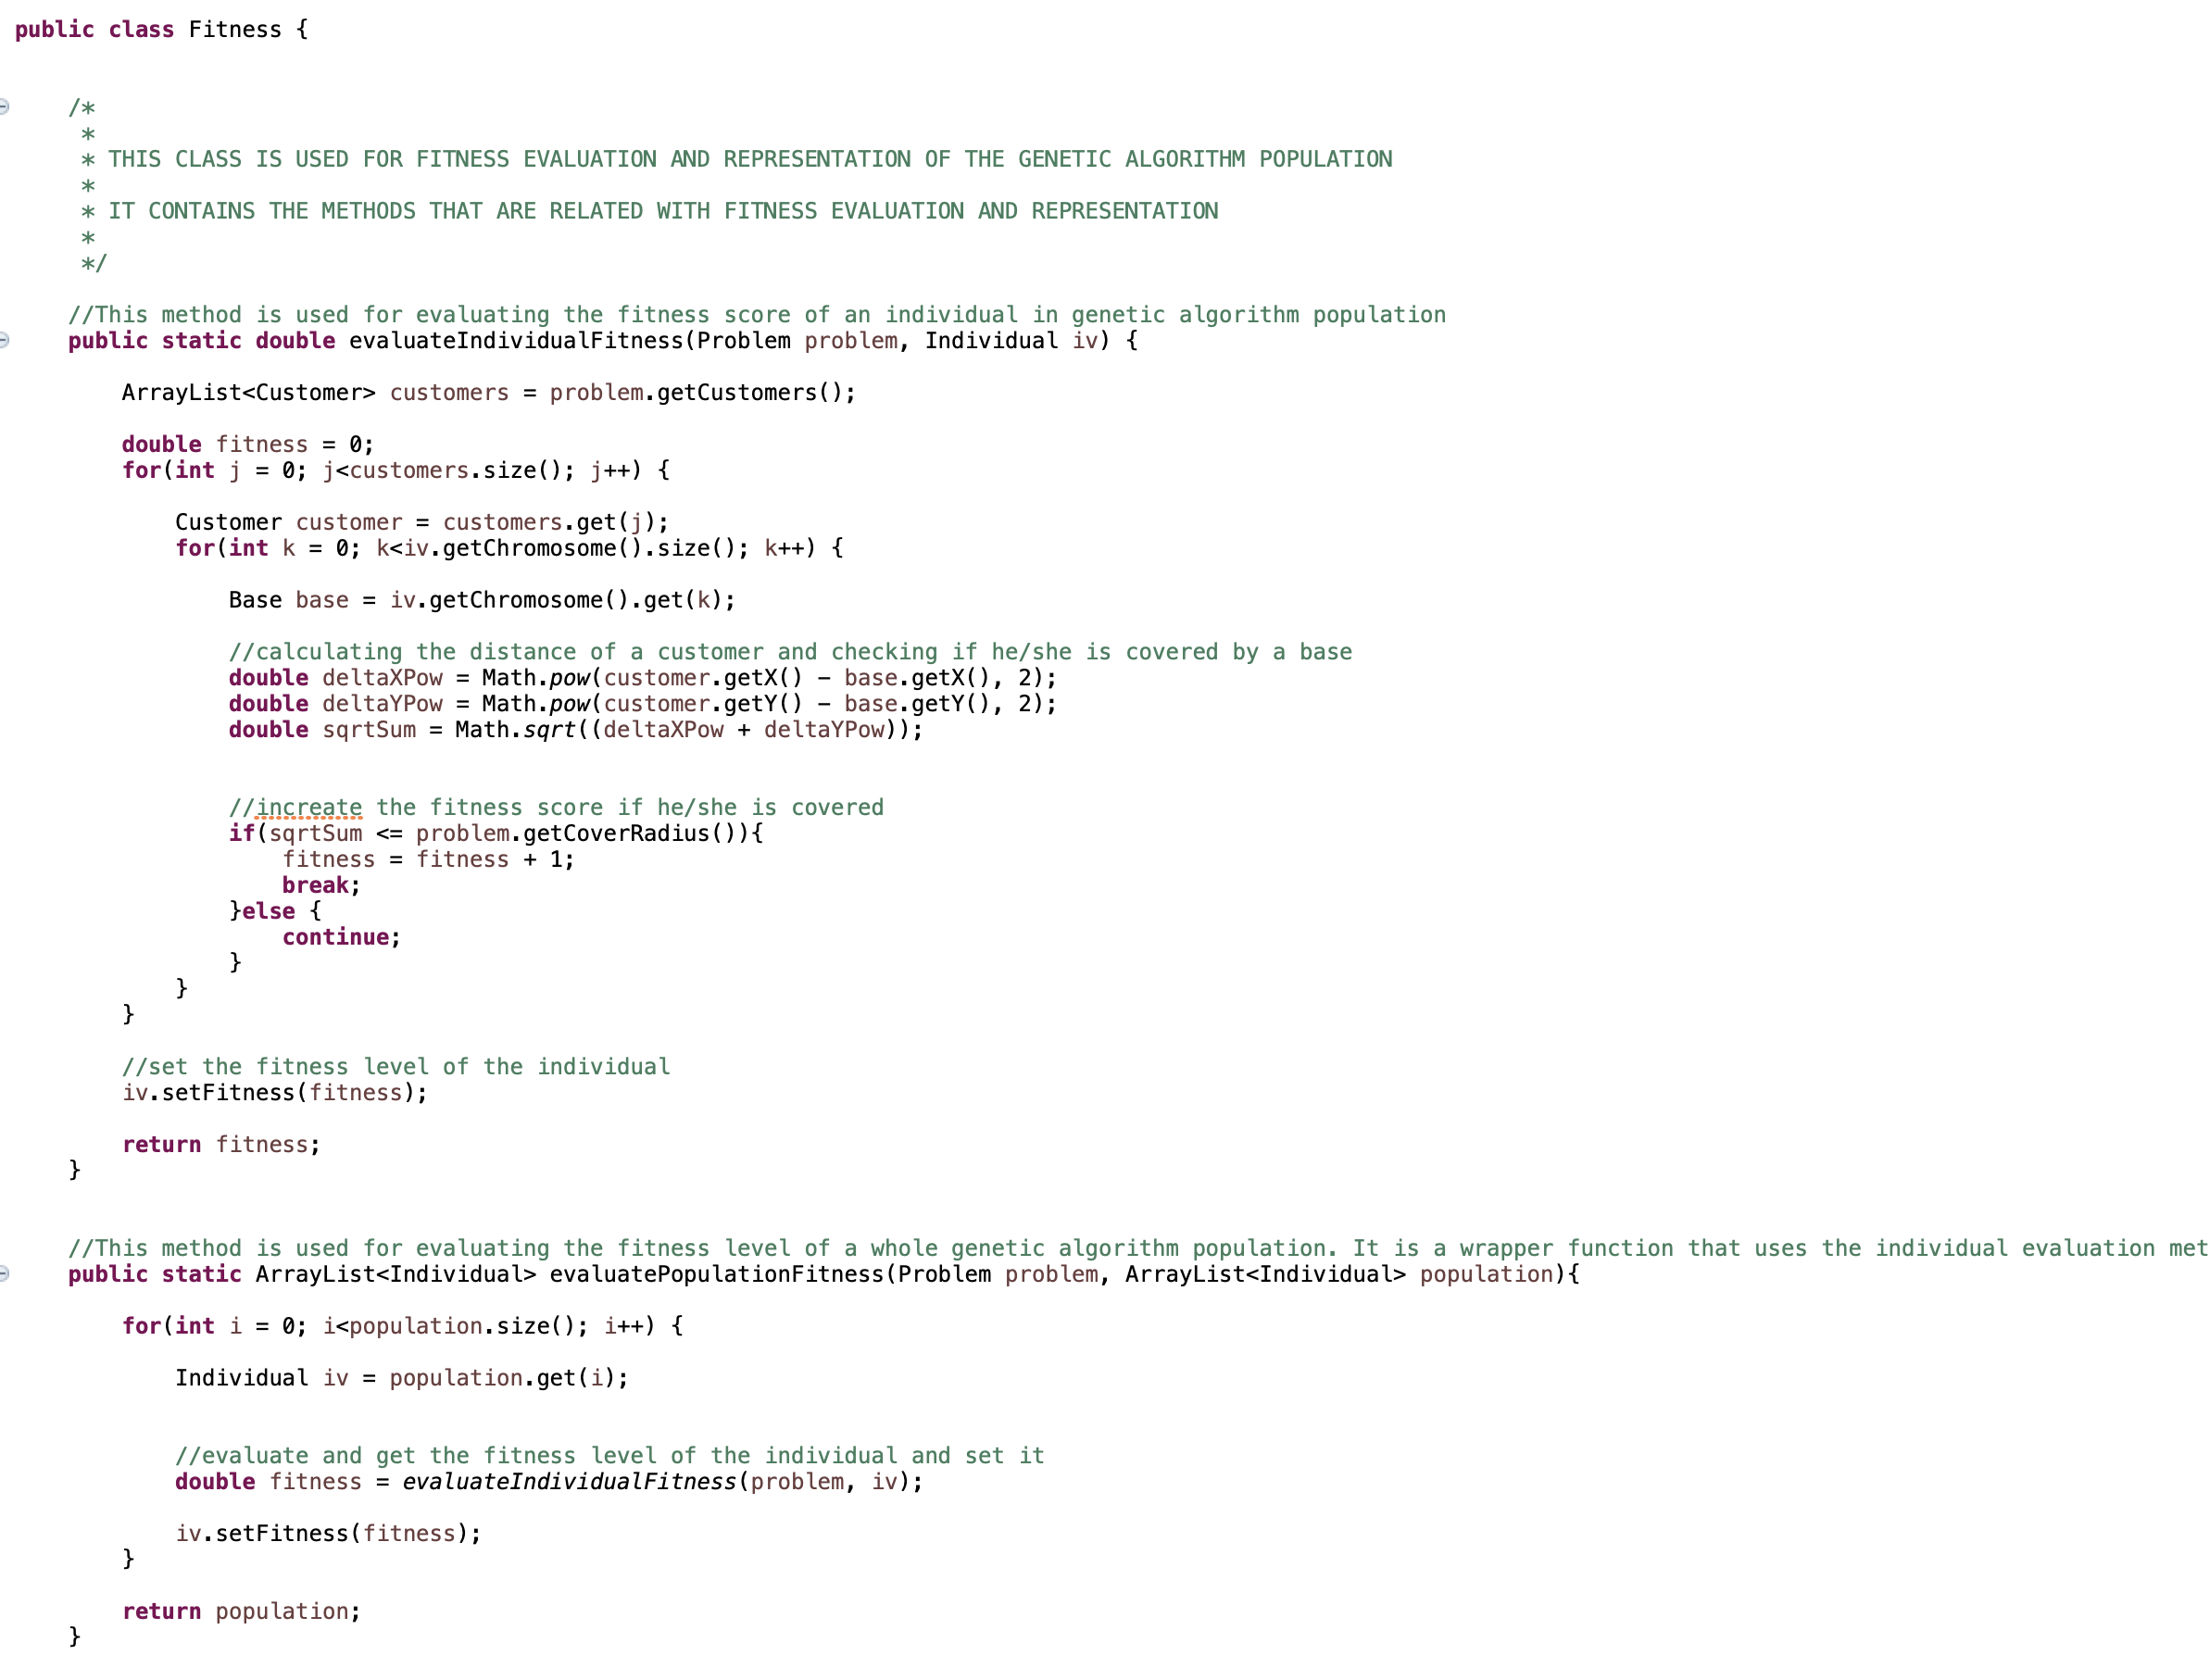 public class Fitness {
/*
*
* THIS CLASS IS USED FOR FITNESS EVALUATION AND REPRESENTATION OF THE GENETIC ALGORITHM POPULATION
*
* IT CONTAINS THE METHODS THAT ARE RELATED WITH FITNESS EVALUATION AND REPRESENTATION
*
*/
//This method is used for evaluating the fitness score of an individual in genetic algorithm population
public static double evaluateIndividualFitness(Problem problem, Individual iv) {
ArrayList<Customer> customers = problem.getCustomers();
double fitness = 0;
for(int j = 0; j<customers.size(); j++) {
Customer customer = customers.get(j);
for(int k = 0; k<iv.getChromosome().size(); k++) {
Base base = iv.getChromosome().get(k);
//calculating the distance of a customer and checking if he/she is covered by a base
double deltaXPow = Math.pow(customer.getX() - base.getX(), 2);
double deltaYPow = Math.pow(customer.getY() - base.getY(), 2);
double sqrtSum = Math.sqrt((deltaXPow + deltaYPow));
//increate the fitness score if he/she is covered
if(sqrtSum <= problem.getCoverRadius()){
fitness = fitness + 1;
break;
}else {
continue;
}
}
}
//set the fitness level of the individual
iv.setFitness(fitness);
return fitness;
}
//This method is used for evaluating the fitness level of a whole genetic algorithm population. It is a wrapper function that uses the individual evaluation met
public static ArrayList<Individual> evaluatePopulationFitness(Problem problem, ArrayList<Individual> population){
for(int i = 0; i<population.size(); i++) {
Individual iv = population.get(i);
//evaluate and get the fitness level of the individual and set it
double fitness = evaluateIndividualFitness(problem, iv);
iv.setFitness(fitness);
}
return population;
}